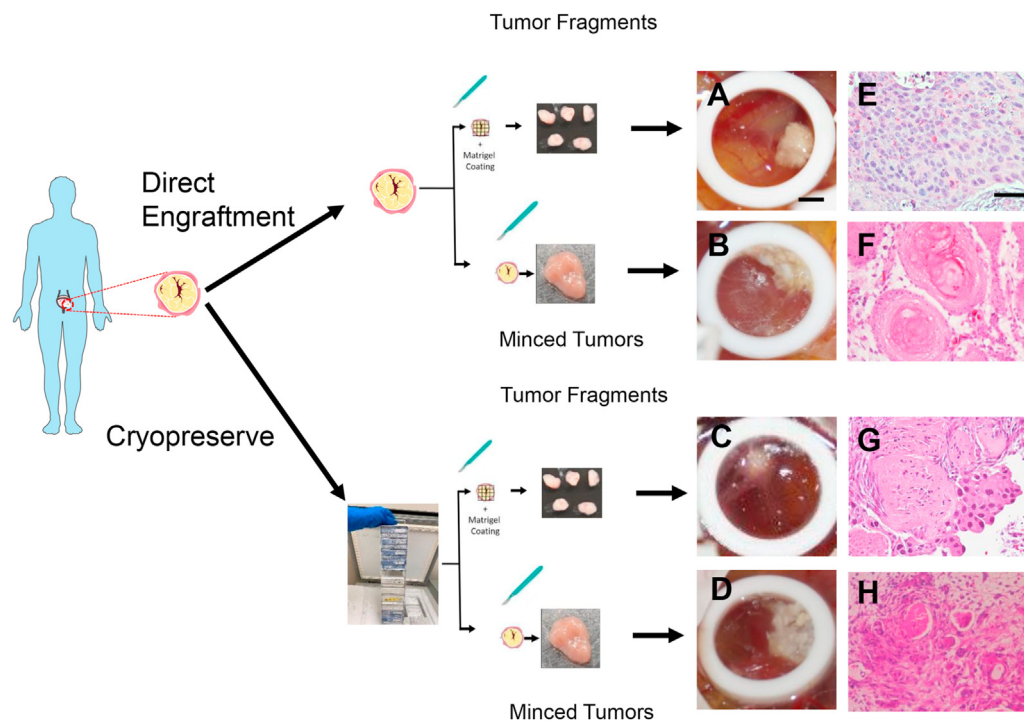 Tumor Fragments
A
E
Direct
Engraftment
+
Matrigel
Coating
B
F
Minced Tumors
Tumor Fragments
Cryopreserve
C
G
+
Matrigel
Coating
D
H
Minced Tumors